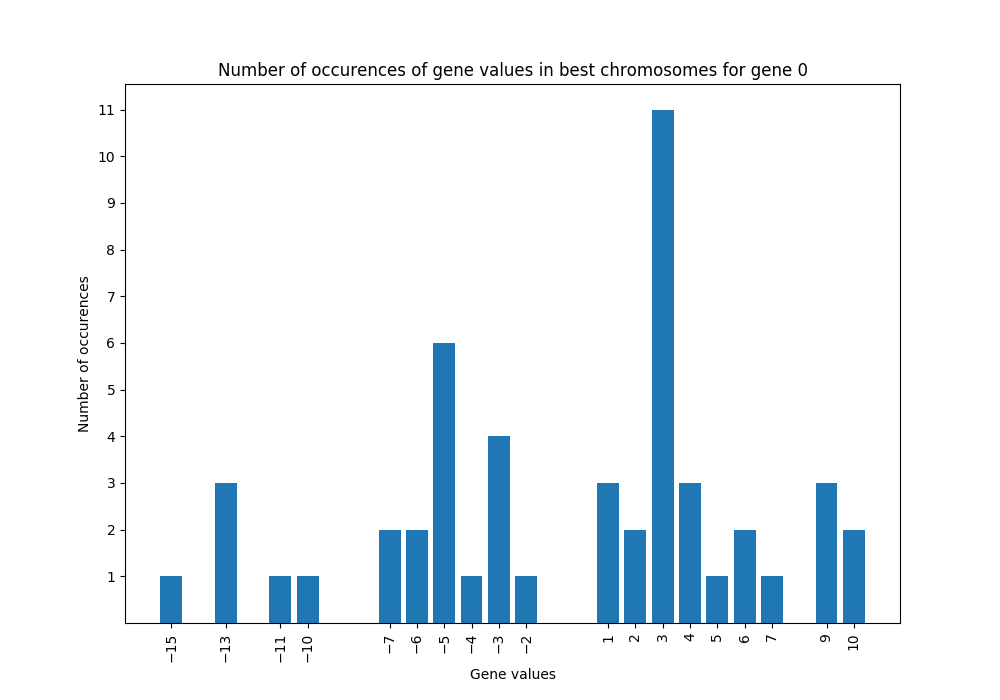 Number of occurences of gene values in best chromosomes for gene 0
Number of occurences
11
10
9
8
7
6
5
4
3
2
1
−15 −13 −11 −10 −7 −6 −5 −4 −3 −2 1 2 3 4 5 6 7 9 10
Gene values